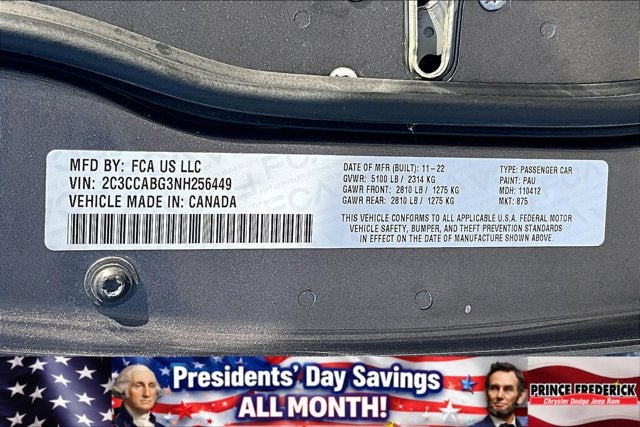 MFD BY: FCA US LLC
VIN: 2C3CCABG3NH256449
VEHICLE MADE IN: CANADA
DATE OF MFR (BUILT): 11-22
GVWR: 5100 LB / 2314 KG
GAWR FRONT: 2810 LB / 1275 KG
GAWR REAR: 2810 LB / 1275 KG
TYPE: PASSENGER CAR
PAINT: PAU
MDH: 110412
MKT: 875
THIS VEHICLE CONFORMS TO ALL APPLICABLE U.S.A. FEDERAL MOTOR
VEHICLE SAFETY, BUMPER, AND THEFT PREVENTION STANDARDS
IN EFFECT ON THE DATE OF MANUFACTURE SHOWN ABOVE.
Presidents' Day Savings
ALL MONTH!
PRINCE FREDERICK
Chrysler Dodge Jeep Ram